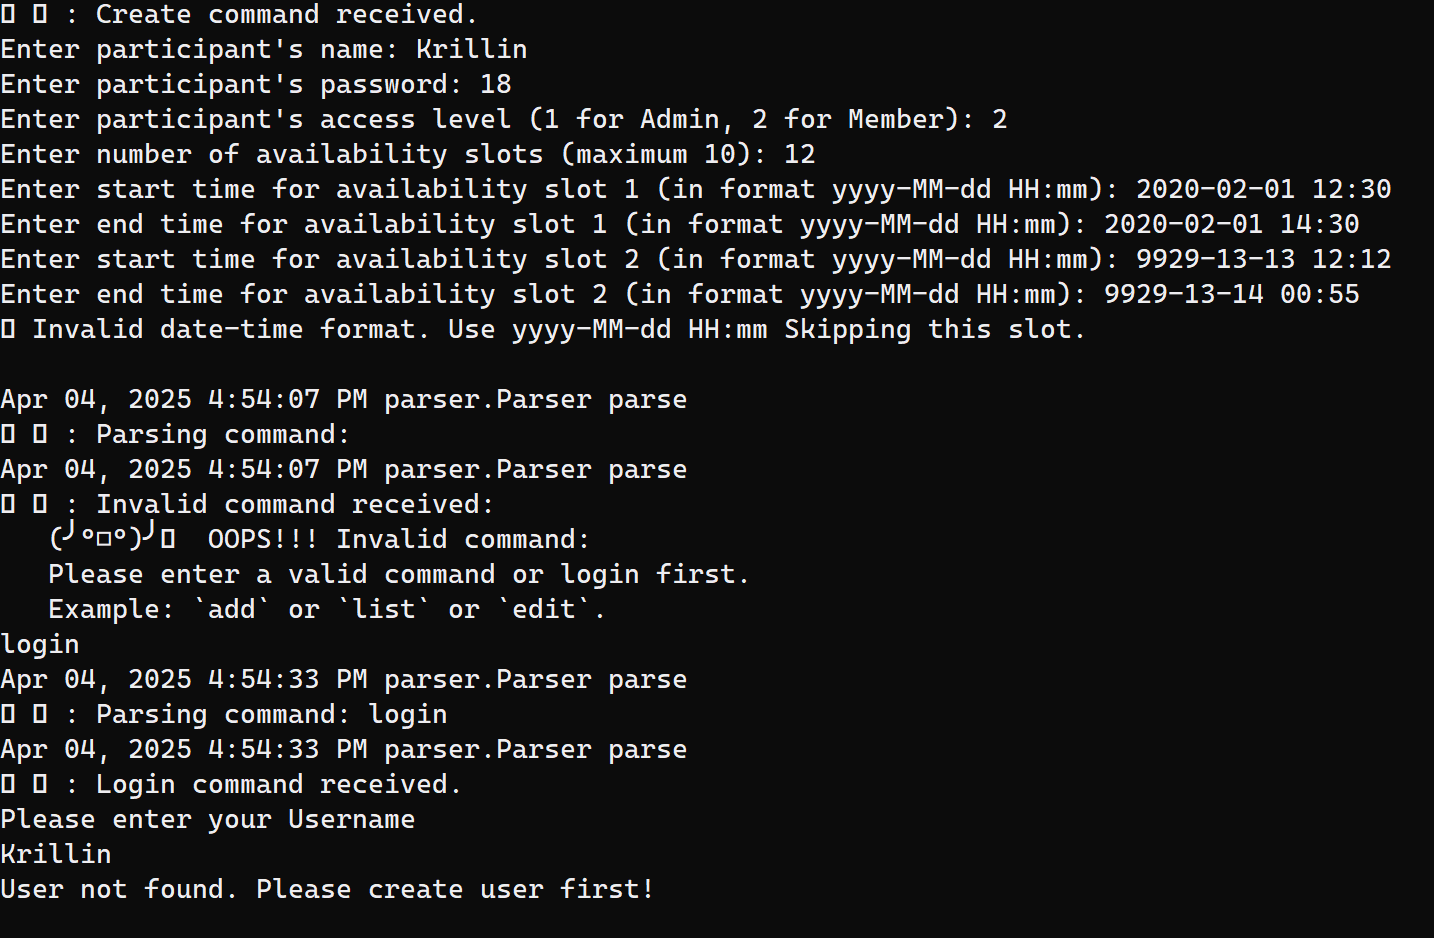 ▯ ▯ : Create command received.
Enter participant's name: Krillin
Enter participant's password: 18
Enter participant's access level (1 for Admin, 2 for Member): 2
Enter number of availability slots (maximum 10): 12
Enter start time for availability slot 1 (in format yyyy-MM-dd HH:mm): 2020-02-01 12:30
Enter end time for availability slot 1 (in format yyyy-MM-dd HH:mm): 2020-02-01 14:30
Enter start time for availability slot 2 (in format yyyy-MM-dd HH:mm): 9929-13-13 12:12
Enter end time for availability slot 2 (in format yyyy-MM-dd HH:mm): 9929-13-14 00:55
▯ Invalid date-time format. Use yyyy-MM-dd HH:mm Skipping this slot.
Apr 04, 2025 4:54:07 PM parser.Parser parse
▯ ▯ : Parsing command:
Apr 04, 2025 4:54:07 PM parser.Parser parse
▯ ▯ : Invalid command received:
(╯°□°)╯▯  OOPS!!! Invalid command:
Please enter a valid command or login first.
Example: `add` or `list` or `edit`.
login
Apr 04, 2025 4:54:33 PM parser.Parser parse
▯ ▯ : Parsing command: login
Apr 04, 2025 4:54:33 PM parser.Parser parse
▯ ▯ : Login command received.
Please enter your Username
Krillin
User not found. Please create user first!